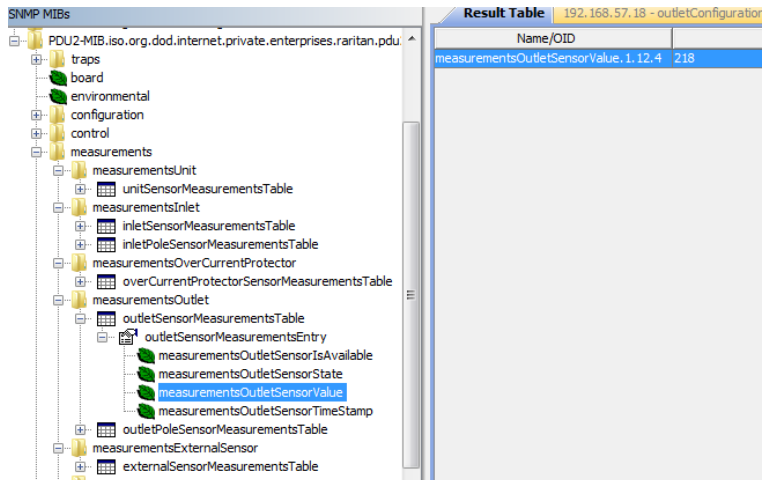 SNMP MIBs
PDU2-MIB.iso.org.dod.internet.private.enterprises.raritan.pdu
traps
board
environmental
configuration
control
measurements
measurementsUnit
unitSensorMeasurementsTable
measurementsInlet
inletSensorMeasurementsTable
inletPoleSensorMeasurementsTable
measurementsOverCurrentProtector
overCurrentProtectorSensorMeasurementsTable
measurementsOutlet
outletSensorMeasurementsTable
outletSensorMeasurementsEntry
measurementsOutletSensorIsAvailable
measurementsOutletSensorState
measurementsOutletSensorValue
measurementsOutletSensorTimeStamp
outletPoleSensorMeasurementsTable
measurementsExternalSensor
externalSensorMeasurementsTable
Result Table 192.168.57.18 - outletConfiguration
Name/OID
measurementsOutletSensorValue.1.12.4 218